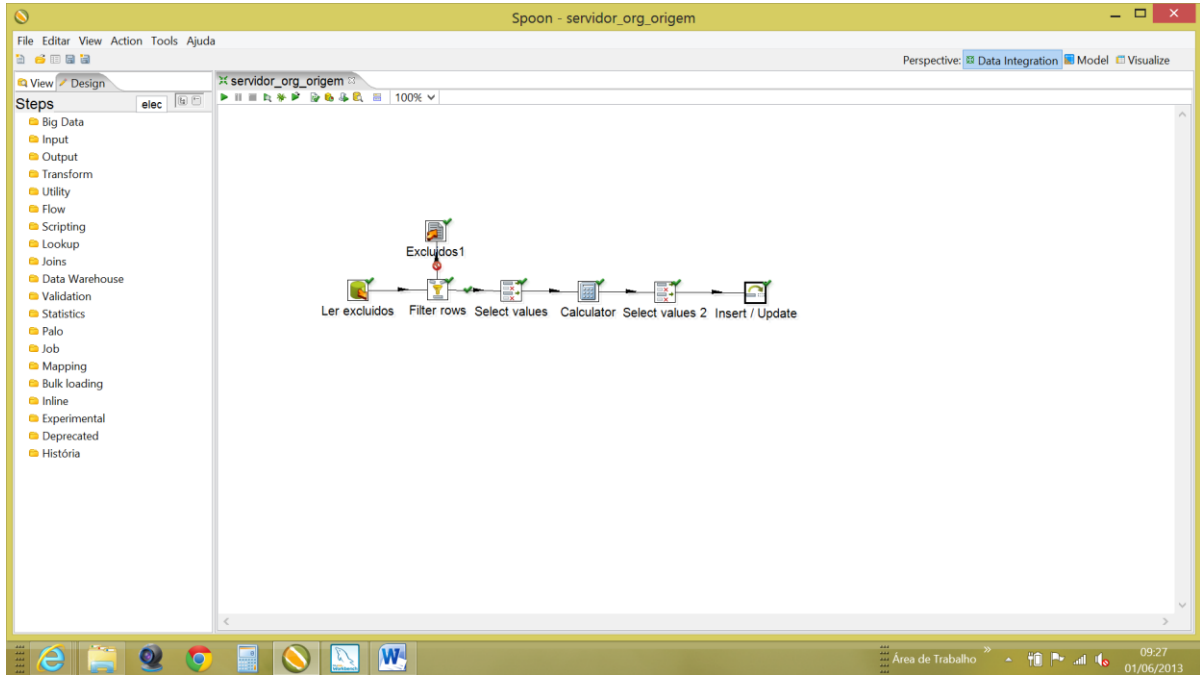 Spoon - servidor_org_origem
File Editar View Action Tools Ajuda
Perspective: Data Integration Model Visualize
View Design
servidor_org_origem
Steps elec
100%
Big Data
Input
Output
Transform
Utility
Flow
Scripting
Lookup
Joins
Data Warehouse
Validation
Statistics
Palo
Job
Mapping
Bulk loading
Inline
Experimental
Deprecated
História
Excluidos1
Ler excluidos Filter rows Select values Calculator Select values 2 Insert / Update
Área de Trabalho
09:27
01/06/2013